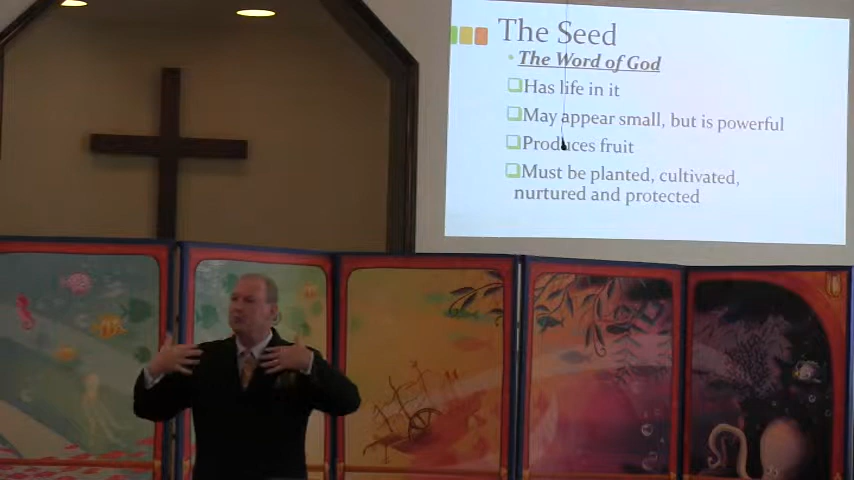 The Seed
• The Word of God
❑Has life in it
❑May appear small, but is powerful
❑Produces fruit
❑Must be planted, cultivated,
nurtured and protected